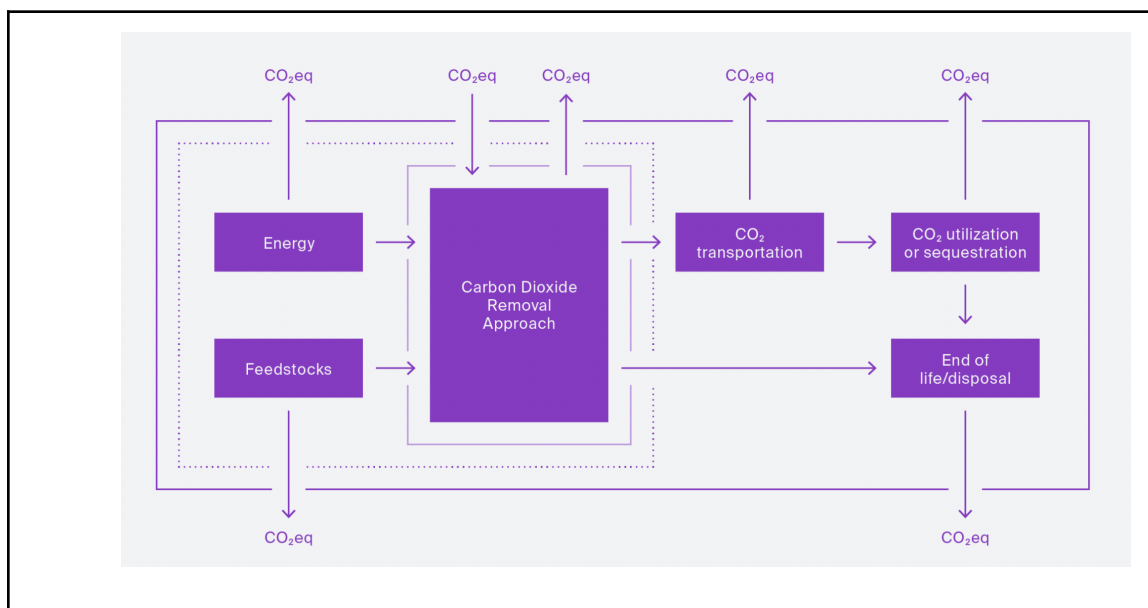 CO₂eq
CO₂eq
CO₂eq
CO₂eq
CO₂eq
Energy
Carbon Dioxide
Removal
Approach
CO₂
transportation
CO₂ utilization
or sequestration
Feedstocks
End of
life/disposal
CO₂eq
CO₂eq